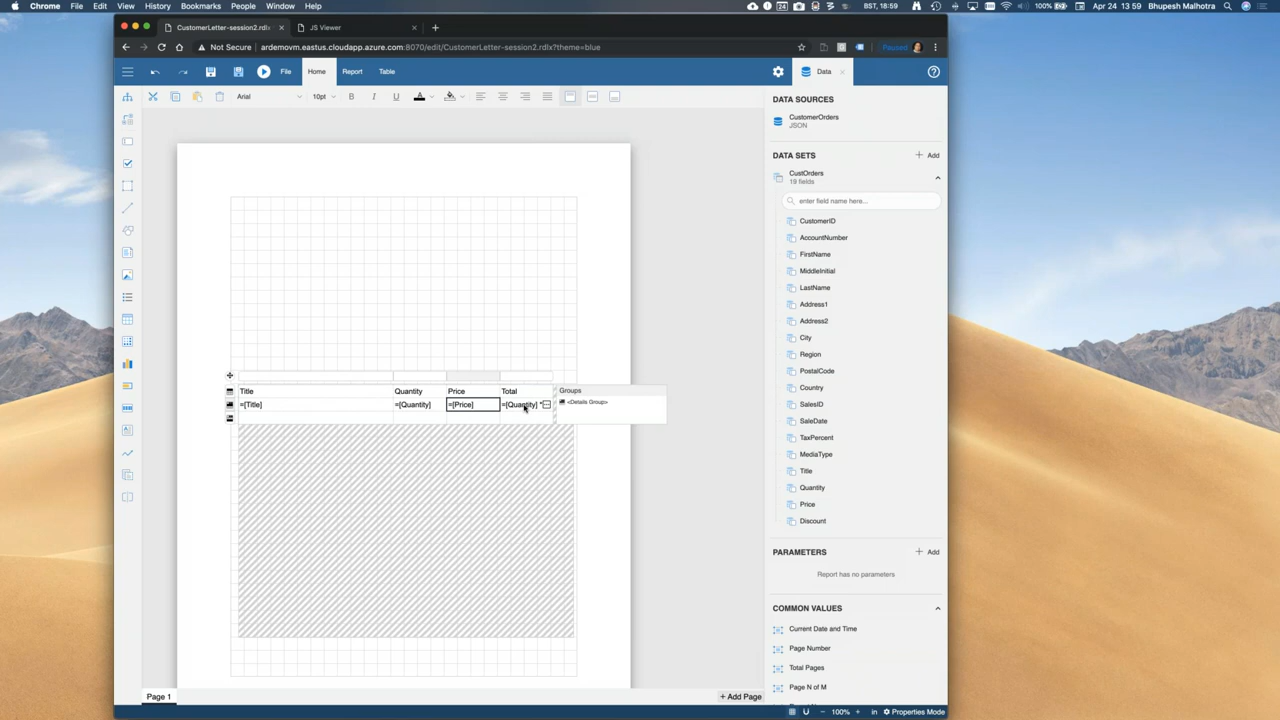 Chrome File Edit View History Bookmarks People Window Help
24
100%
BST, 18:59
Apr 24 13:59 Bhupesh Malhotra
CustomerLetter-session2.rdlx
JS Viewer
Not Secure ardemovm.eastus.cloudapp.azure.com:8070/edit/CustomerLetter-session2.rdlx?theme=blue
Paused
File Home Report Table
Data
Arial 10pt B I U A
DATA SOURCES
CustomerOrders
JSON
DATA SETS
+ Add
CustOrders
19 fields
enter field name here...
CustomerID
AccountNumber
FirstName
MiddleInitial
LastName
Address1
Address2
City
Region
PostalCode
Country
SalesID
SaleDate
TaxPercent
MediaType
Title
Quantity
Price
Discount
PARAMETERS
+ Add
Report has no parameters
COMMON VALUES
Current Date and Time
Page Number
Total Pages
Page N of M
Title Quantity Price Total
=[Title] =[Quantity] =[Price] =[Quantity] *
Groups
<Details Group>
Page 1
+ Add Page
100%
in
Properties Mode